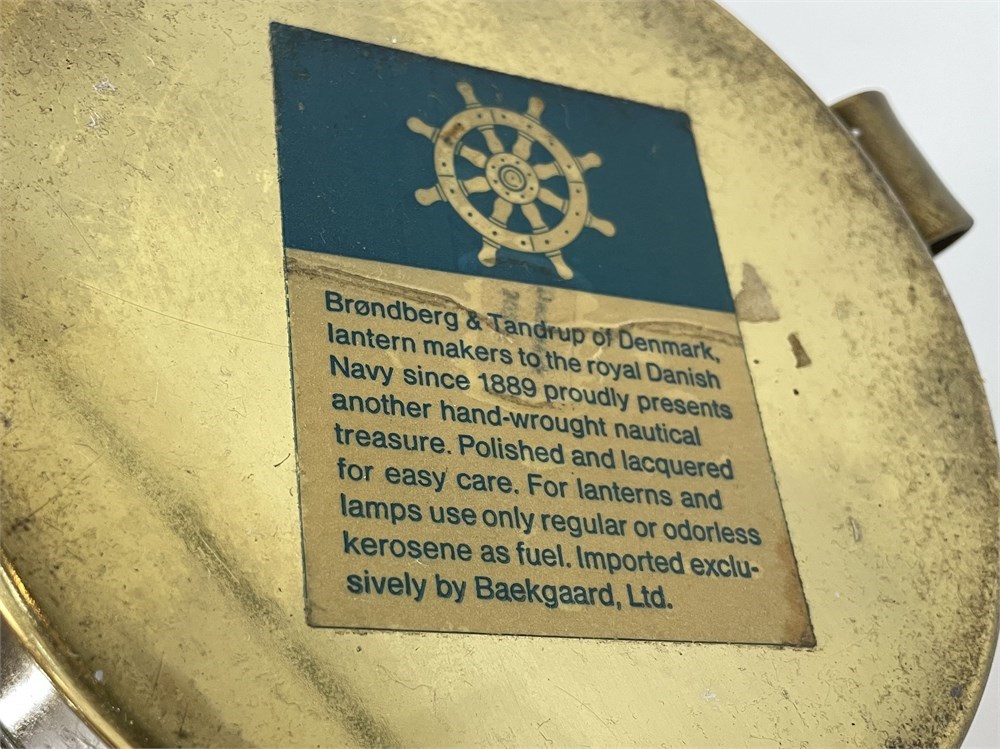 Brøndberg & Tandrup of Denmark,
lantern makers to the royal Danish
Navy since 1889 proudly presents
another hand-wrought nautical
treasure. Polished and lacquered
for easy care. For lanterns and
lamps use only regular or odorless
kerosene as fuel. Imported exclu-
sively by Baekgaard, Ltd.